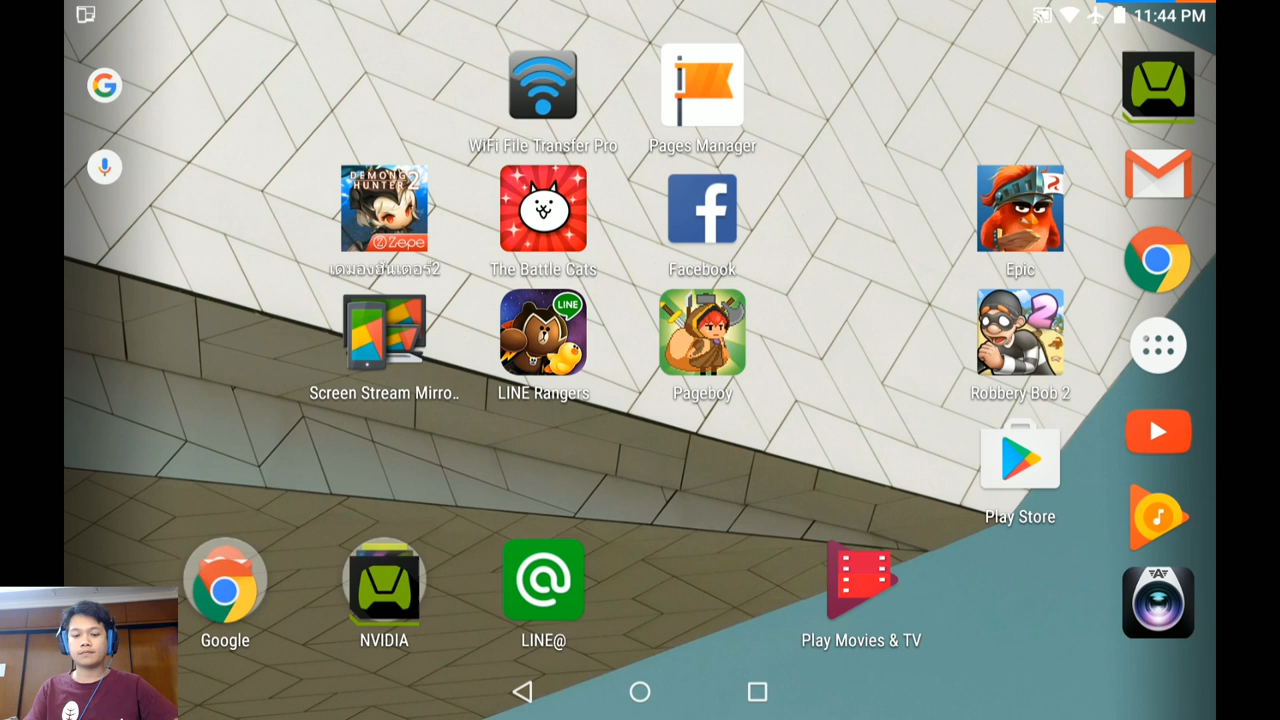 11:44 PM
WiFi File Transfer Pro
Pages Manager
DEMONG
HUNTER 2
Zepe
เดมองฮันเตอร์2
The Battle Cats
Facebook
Epic
LINE
Screen Stream Mirro..
LINE Rangers
Pageboy
2
Robbery Bob 2
Play Store
Google
NVIDIA
LINE@
Play Movies & TV